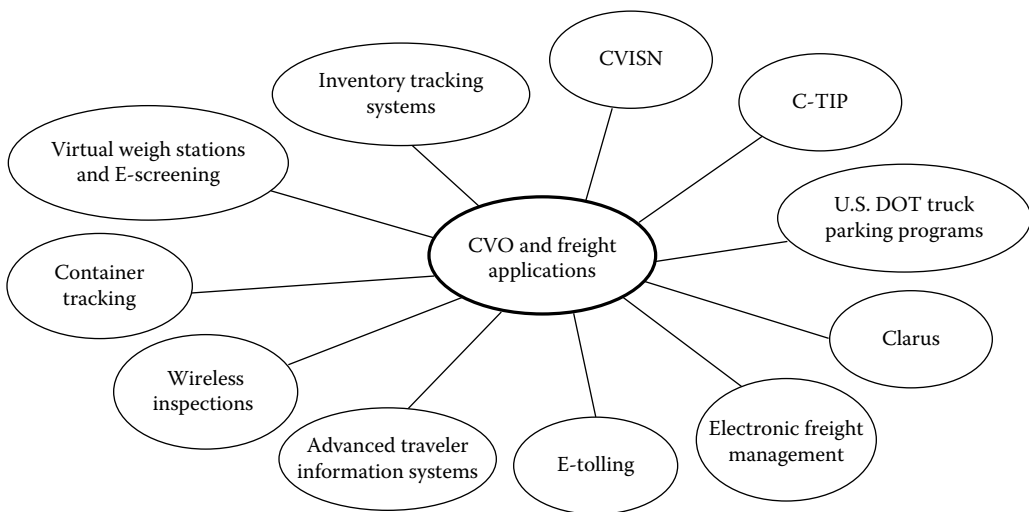 CVISN
Inventory tracking
systems
C-TIP
Virtual weigh stations
and E-screening
U.S. DOT truck
parking programs
CVO and freight
applications
Container
tracking
Clarus
Wireless
inspections
Electronic freight
management
Advanced traveler
information systems
E-tolling